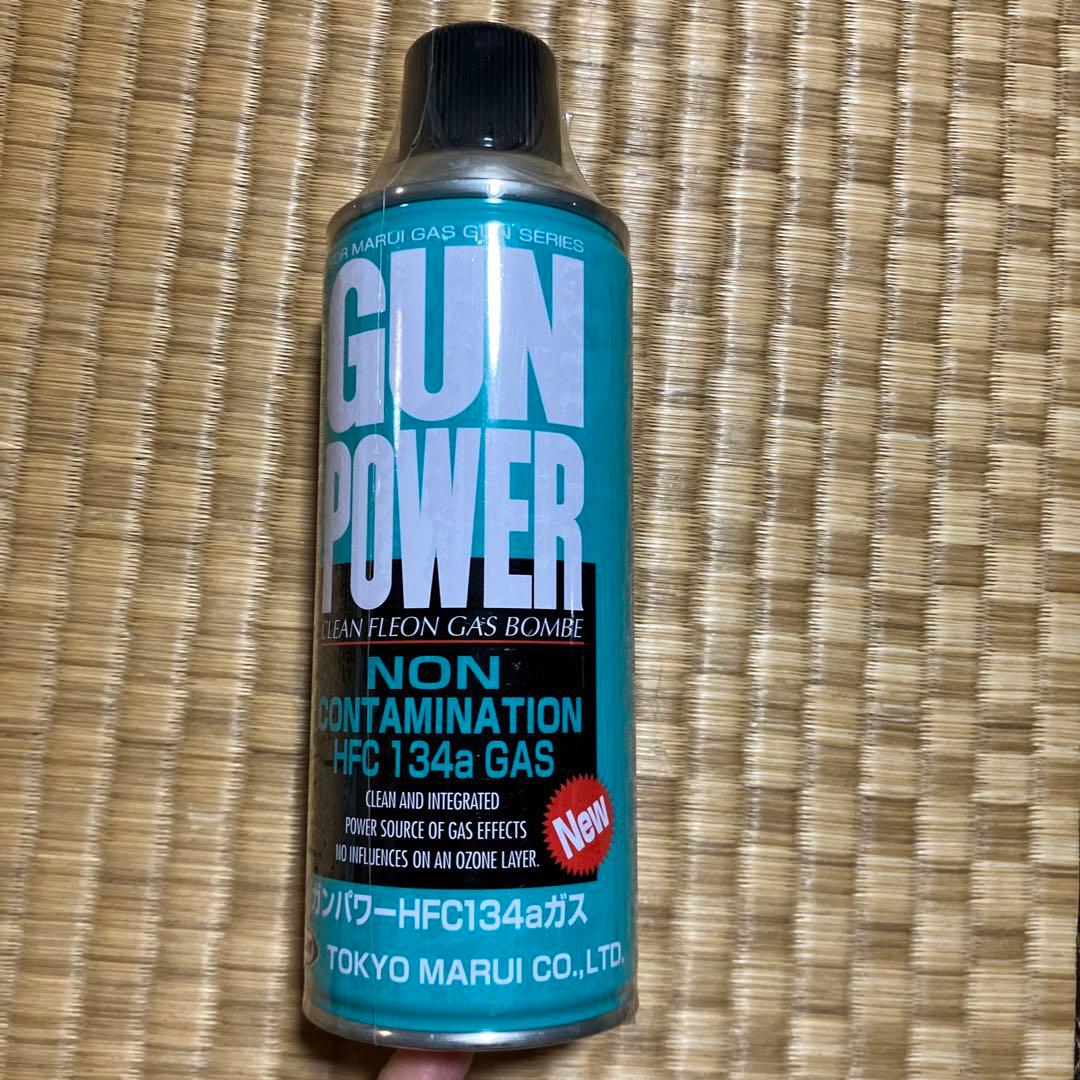 FOR MARUI GAS GUN SERIES
GUN
POWER
CLEAN FLEON GAS BOMBE
NON
CONTAMINATION
HFC 134a GAS
CLEAN AND INTEGRATED
POWER SOURCE OF GAS EFFECTS
NO INFLUENCES ON AN OZONE LAYER.
New
ガンパワーHFC134aガス
TOKYO MARUI CO.,LTD.